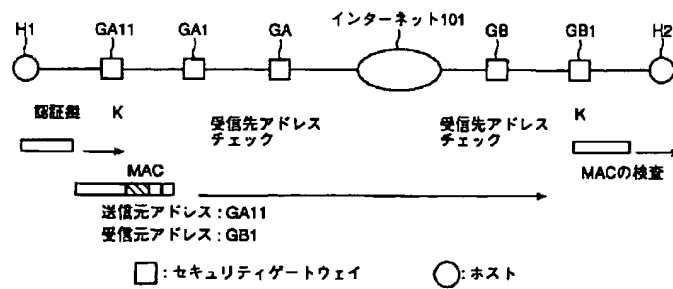 H1 GA11 GA1 GA インターネット101 GB GB1 H2
認証鍵 K 受信先アドレス 受信先アドレス K
チェック チェック
MAC MACの検査
送信元アドレス：GA11
受信元アドレス：GB1
：セキュリティゲートウェイ ：ホスト